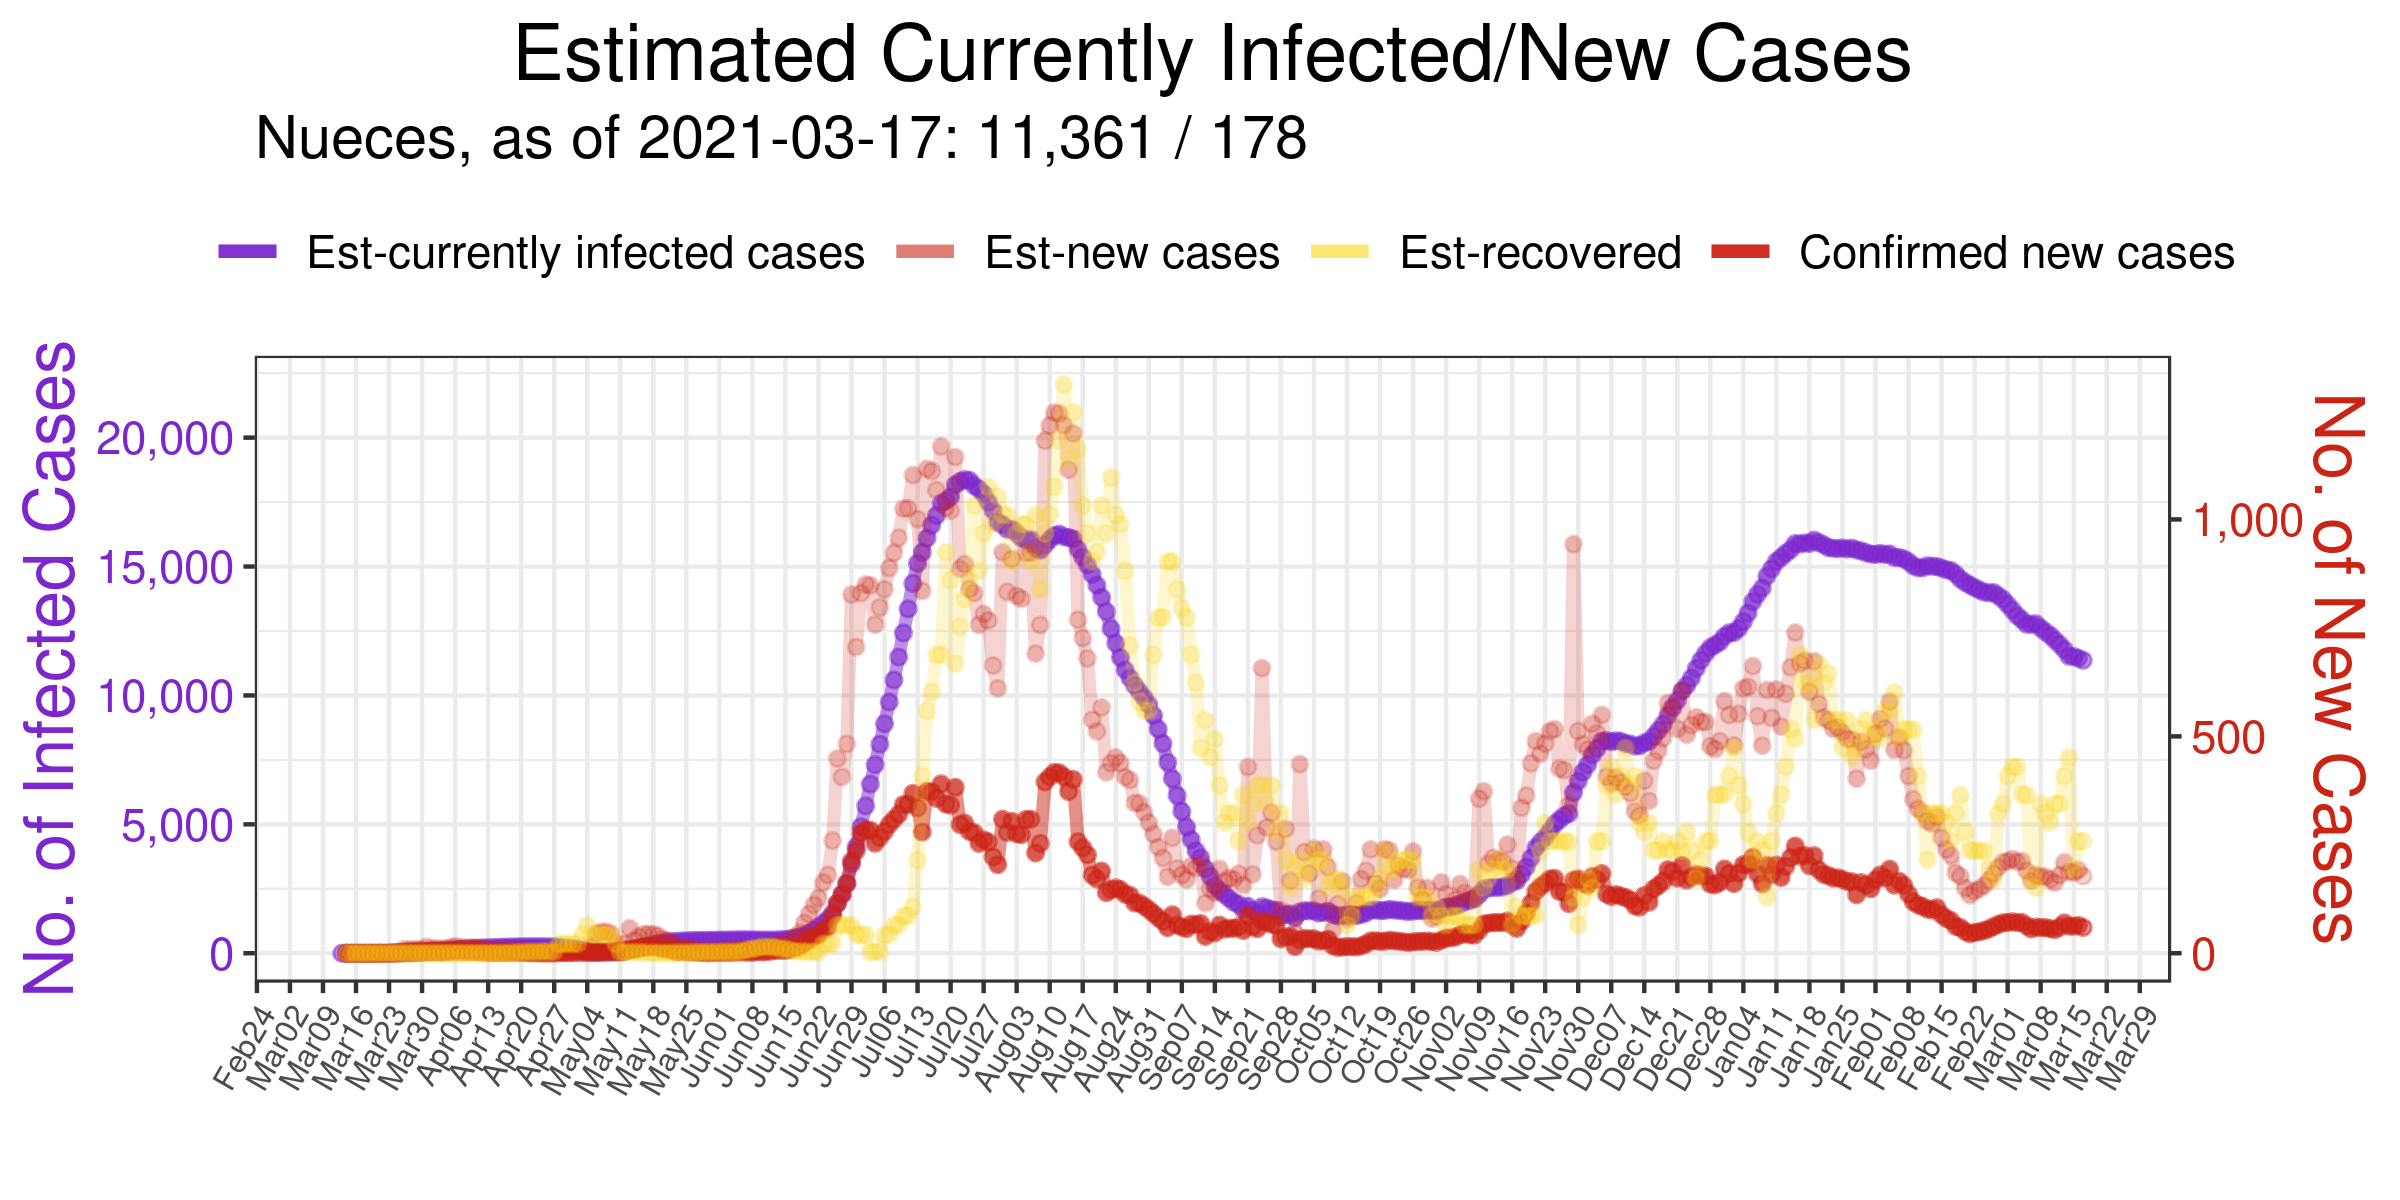 Estimated Currently Infected/New Cases
Nueces, as of 2021-03-17: 11,361 / 178
Est-currently infected cases Est-new cases Est-recovered Confirmed new cases
No. of Infected Cases
20,000
15,000
10,000
5,000
0
No. of New Cases
1,000
500
0
Feb24 Mar02 Mar09 Mar16 Mar23 Mar30 Apr06 Apr13 Apr20 Apr27 May04 May11 May18 May25 Jun01 Jun08 Jun15 Jun22 Jun29 Jul06 Jul13 Jul20 Jul27 Aug03 Aug10 Aug17 Aug24 Aug31 Sep07 Sep14 Sep21 Sep28 Oct05 Oct12 Oct19 Oct26 Nov02 Nov09 Nov16 Nov23 Nov30 Dec07 Dec14 Dec21 Dec28 Jan04 Jan11 Jan18 Jan25 Feb01 Feb08 Feb15 Feb22 Mar01 Mar08 Mar15 Mar22 Mar29